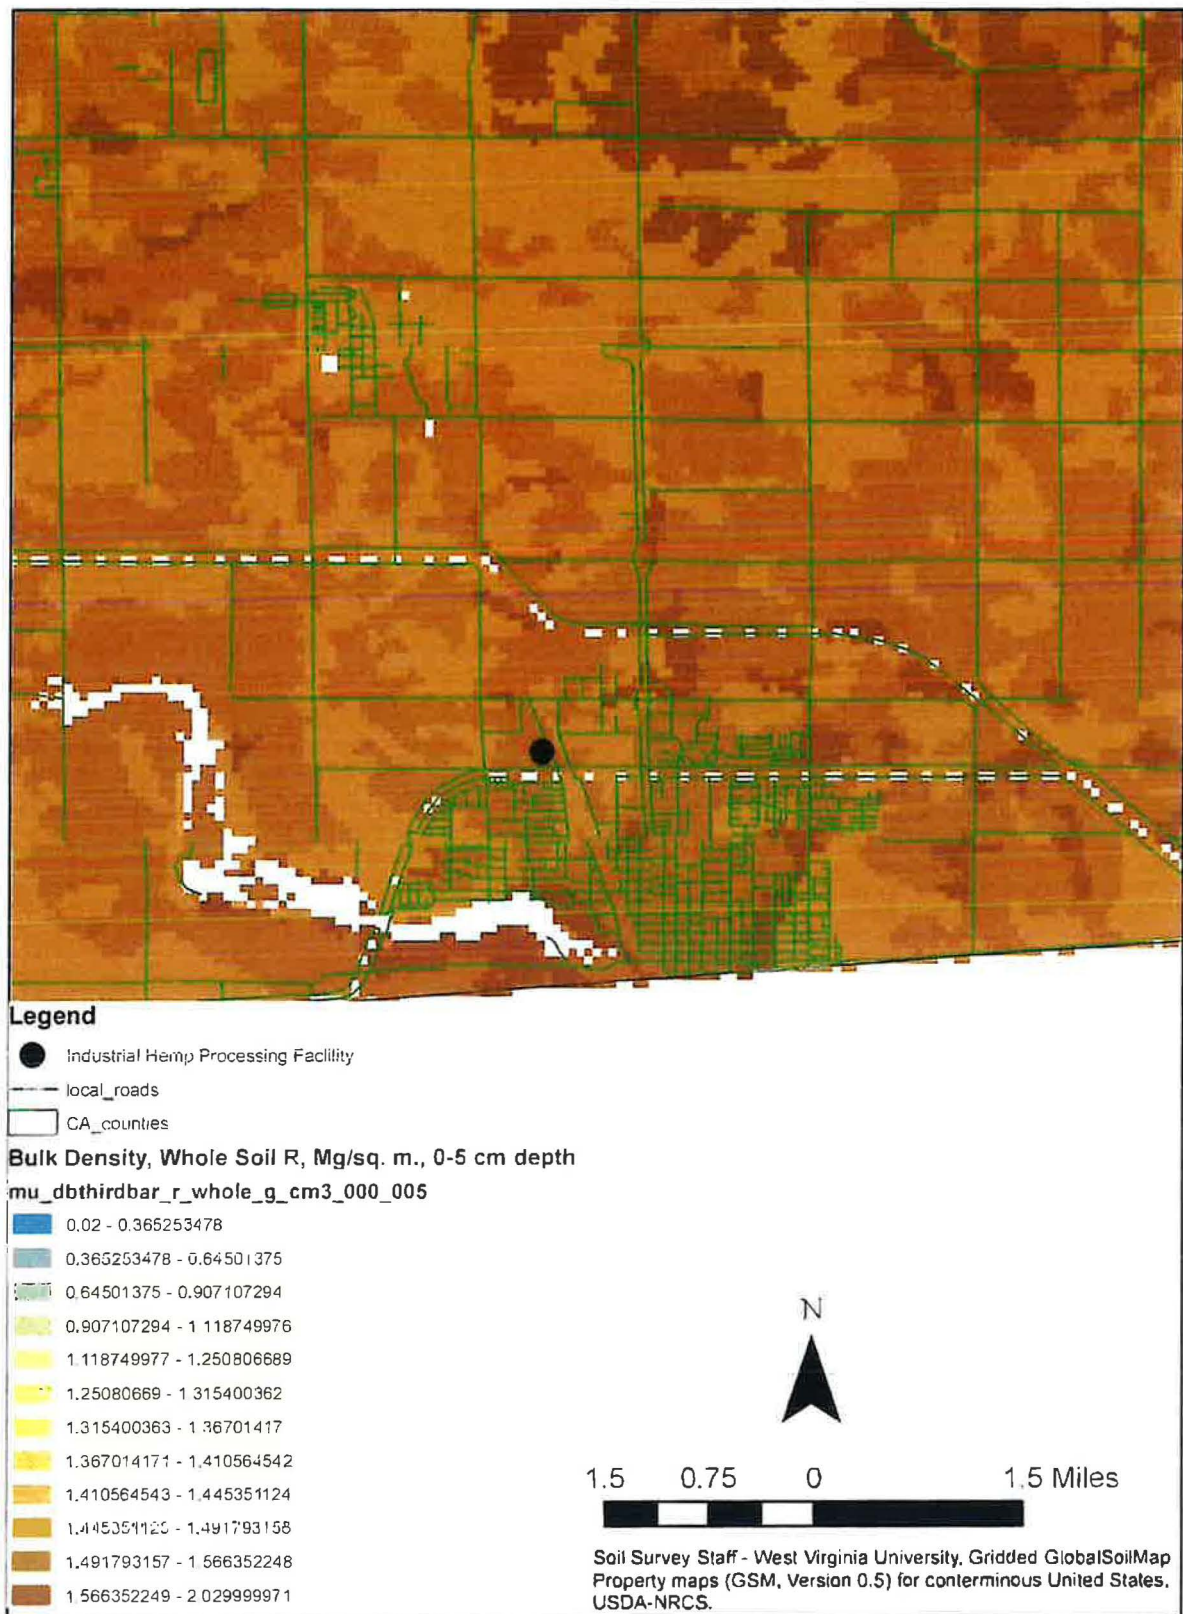 Legend
Industrial Hemp Processing Facility
local_roads
CA_counties
Bulk Density, Whole Soil R, Mg/sq. m., 0-5 cm depth
mu_dbthirdbar_r_whole_g_cm3_000_005
0.02 - 0.365253478
0.365253478 - 0.64501375
0.64501375 - 0.907107294
0.907107294 - 1 118749976
1.118749977 - 1.250806689
1.25080669 - 1 315400362
1.315400363 - 1.36701417
1.367014171 - 1.410564542
1.410564543 - 1.445351124
1.445351125 - 1.491793158
1.491793157 - 1.566352248
1.566352249 - 2 029999971
N
1.5 0.75 0 1.5 Miles
Soil Survey Staff - West Virginia University, Gridded GlobalSoilMap
Property maps (GSM, Version 0.5) for conterminous United States,
USDA-NRCS.